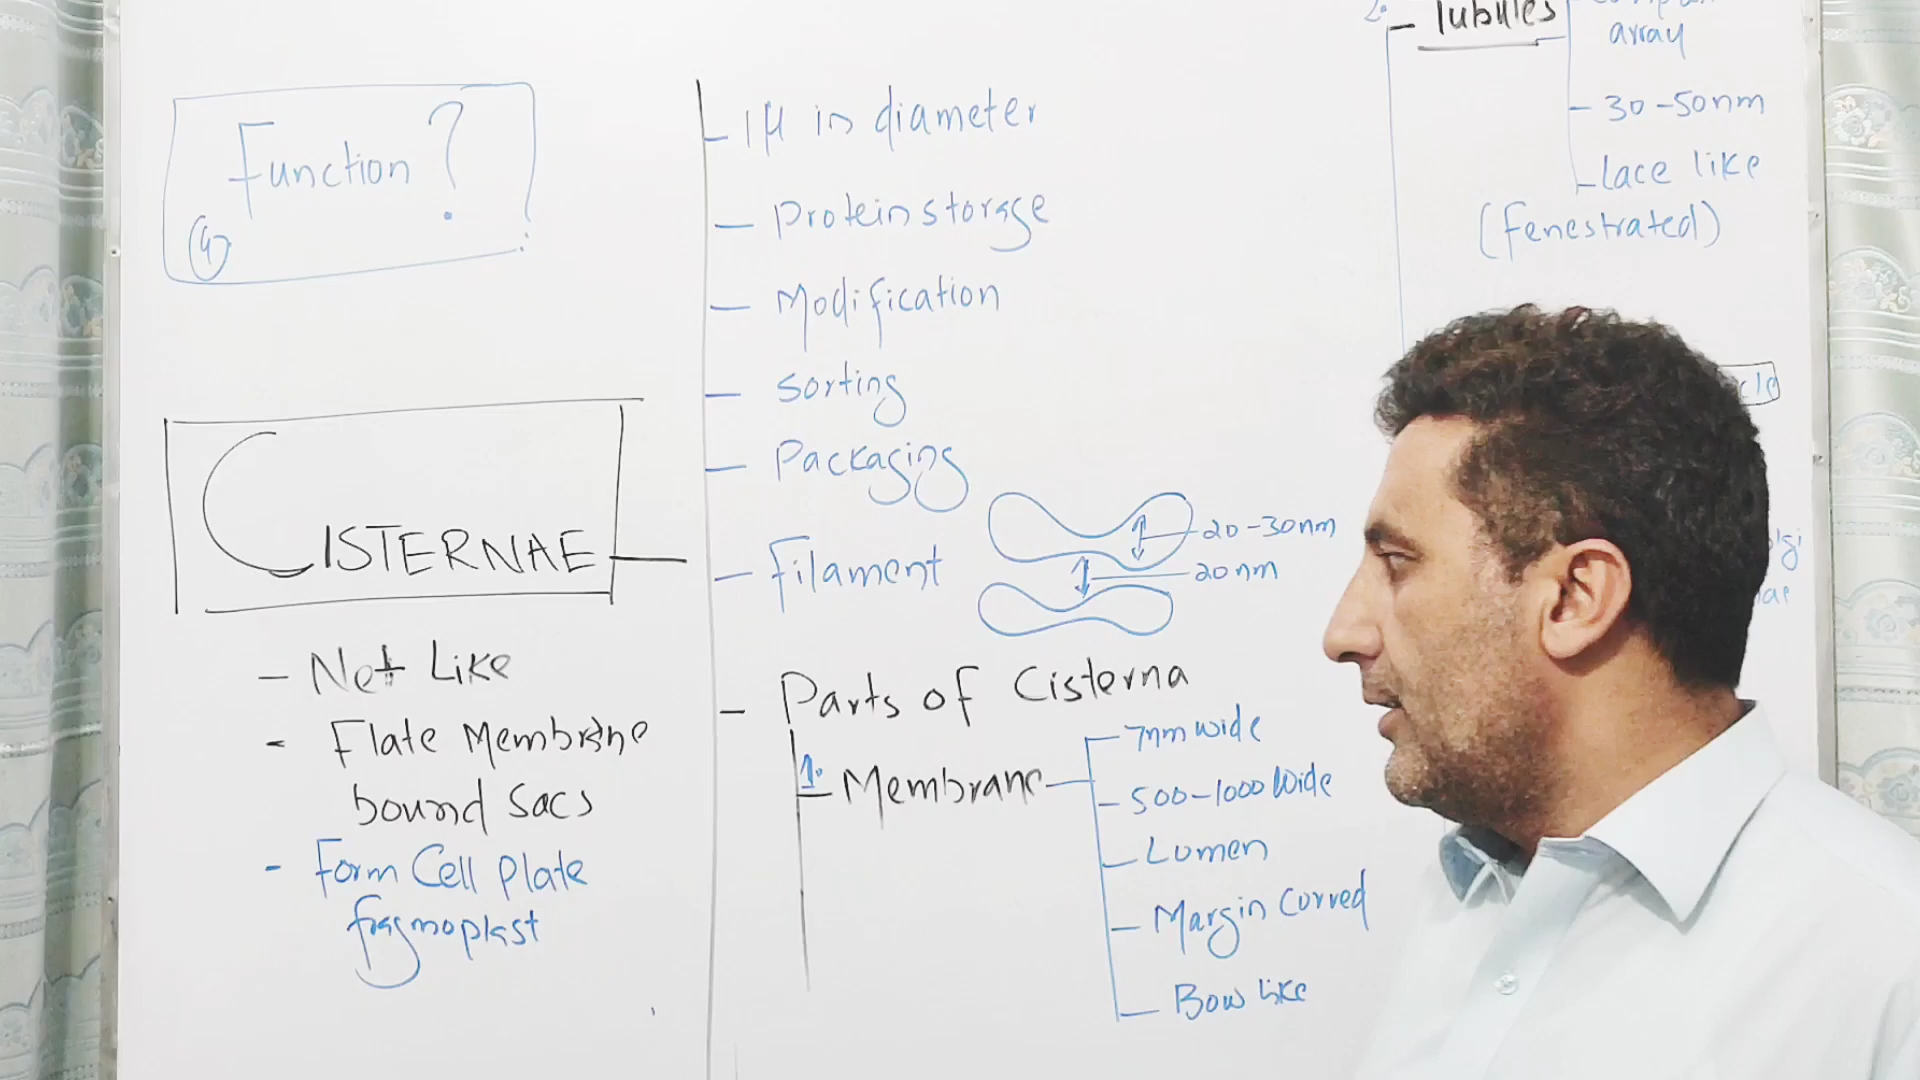 Function?
4
CISTERNAE
- Net Like
- Flate Membrane
bound Sacs
- Form Cell plate
fragmoplast
- 1μ in diameter
- Protein storage
- Modification
- Sorting
- Packaging
- Filament
20-30nm
20nm
- Parts of Cisterna
1. Membrane
7nm wide
- 500-1000 wide
- Lumen
- Margin Curved
- Bow like
2. - Tubules
array
- 30-50nm
- lace like
(fenestrated)